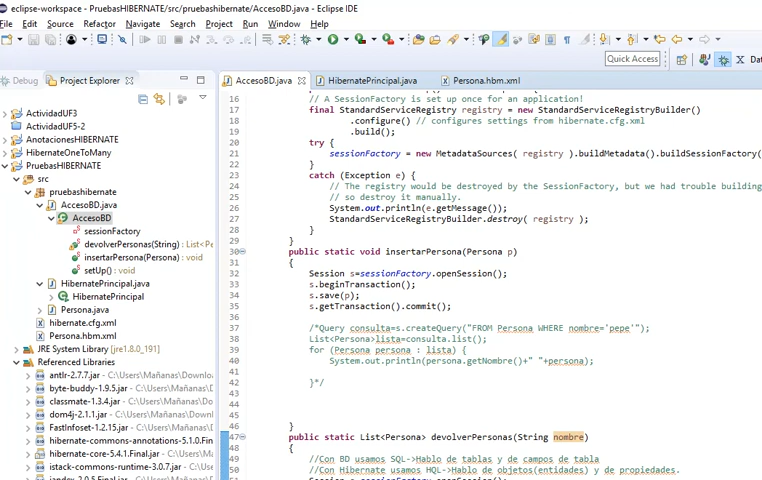 eclipse-workspace - PruebasHIBERNATE/src/pruebashibernate/AccesoBD.java - Eclipse IDE
File Edit Source Refactor Navigate Search Project Run Window Help
Quick Access
Debug Project Explorer
AccesoBD.java HibernatePrincipal.java Persona.hbm.xml
ActividadUF3
ActividadUF5-2
AnotacionesHIBERNATE
HibernateOneToMany
PruebasHIBERNATE
src
pruebashibernate
AccesoBD.java
AccesoBD
sessionFactory
devolverPersonas(String) : List<Pe
insertarPersona(Persona) : void
setUp() : void
HibernatePrincipal.java
HibernatePrincipal
Persona.java
hibernate.cfg.xml
Persona.hbm.xml
JRE System Library [jre1.8.0_191]
Referenced Libraries
antlr-2.7.7.jar - C:\Users\Mañanas\Downlo
byte-buddy-1.9.5.jar - C:\Users\Mañanas\D
classmate-1.3.4.jar - C:\Users\Mañanas\Do
dom4j-2.1.1.jar - C:\Users\Mañanas\Down
FastInfoset-1.2.15.jar - C:\Users\Mañanas\
hibernate-commons-annotations-5.1.0.Fin
hibernate-core-5.4.1.Final.jar - C:\Users\M
istack-commons-runtime-3.0.7.jar - C:\Use
16 // A SessionFactory is set up once for an application!
17 final StandardServiceRegistry registry = new StandardServiceRegistryBuilder()
18 .configure() // configures settings from hibernate.cfg.xml
19 .build();
20 try {
21 sessionFactory = new MetadataSources( registry ).buildMetadata().buildSessionFactory(
22 }
23 catch (Exception e) {
24 // The registry would be destroyed by the SessionFactory, but we had trouble building
25 // so destroy it manually.
26 System.out.println(e.getMessage());
27 StandardServiceRegistryBuilder.destroy( registry );
28 }
29 }
30 public static void insertarPersona(Persona p)
31 {
32 Session s=sessionFactory.openSession();
33 s.beginTransaction();
34 s.save(p);
35 s.getTransaction().commit();
36
37 /*Query consulta=s.createQuery("FROM Persona WHERE nombre='pepe'");
38 List<Persona>lista=consulta.list();
39 for (Persona persona : lista) {
40 System.out.println(persona.getNombre()+" "+persona);
41
42 }*/
43
44
45
46 }
47 public static List<Persona> devolverPersonas(String nombre)
48 {
49 //Con BD usamos SQL->Hablo de tablas y de campos de tabla
50 //Con Hibernate usamos HQL->Hablo de objetos(entidades) y de propiedades.